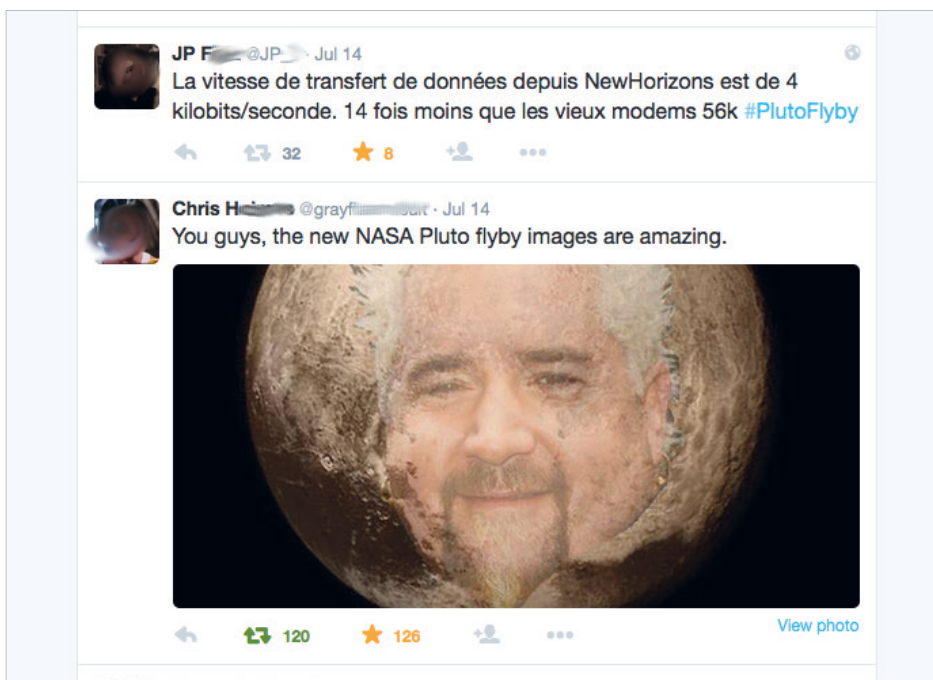 JP @JP Jul 14
La vitesse de transfert de données depuis NewHorizons est de 4
kilobits/seconde. 14 fois moins que les vieux modems 56k #PlutoFlyby
32 8
Chris · Jul 14
You guys, the new NASA Pluto flyby images are amazing.
View photo
120 126